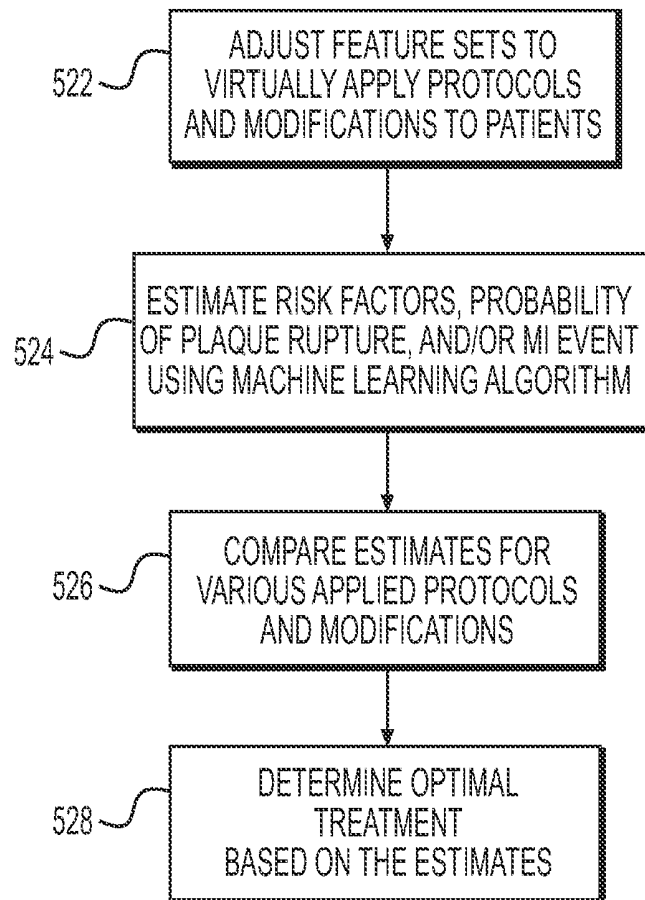 522
ADJUST FEATURE SETS TO
VIRTUALLY APPLY PROTOCOLS
AND MODIFICATIONS TO PATIENTS
524
ESTIMATE RISK FACTORS, PROBABILITY
OF PLAQUE RUPTURE, AND/OR MI EVENT
USING MACHINE LEARNING ALGORITHM
526
COMPARE ESTIMATES FOR
VARIOUS APPLIED PROTOCOLS
AND MODIFICATIONS
528
DETERMINE OPTIMAL
TREATMENT
BASED ON THE ESTIMATES